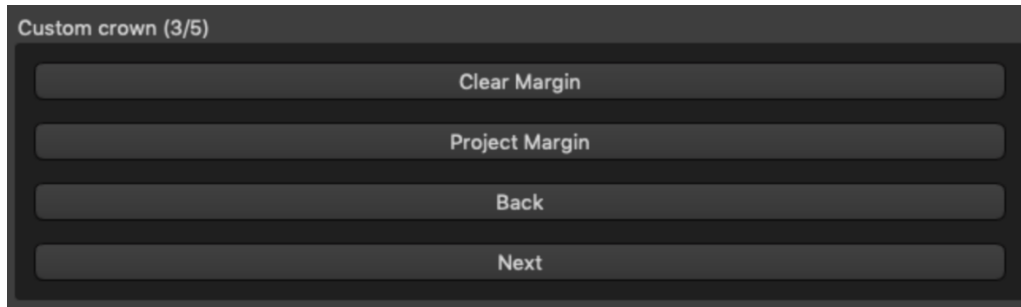 Custom crown (3/5)
Clear Margin
Project Margin
Back
Next